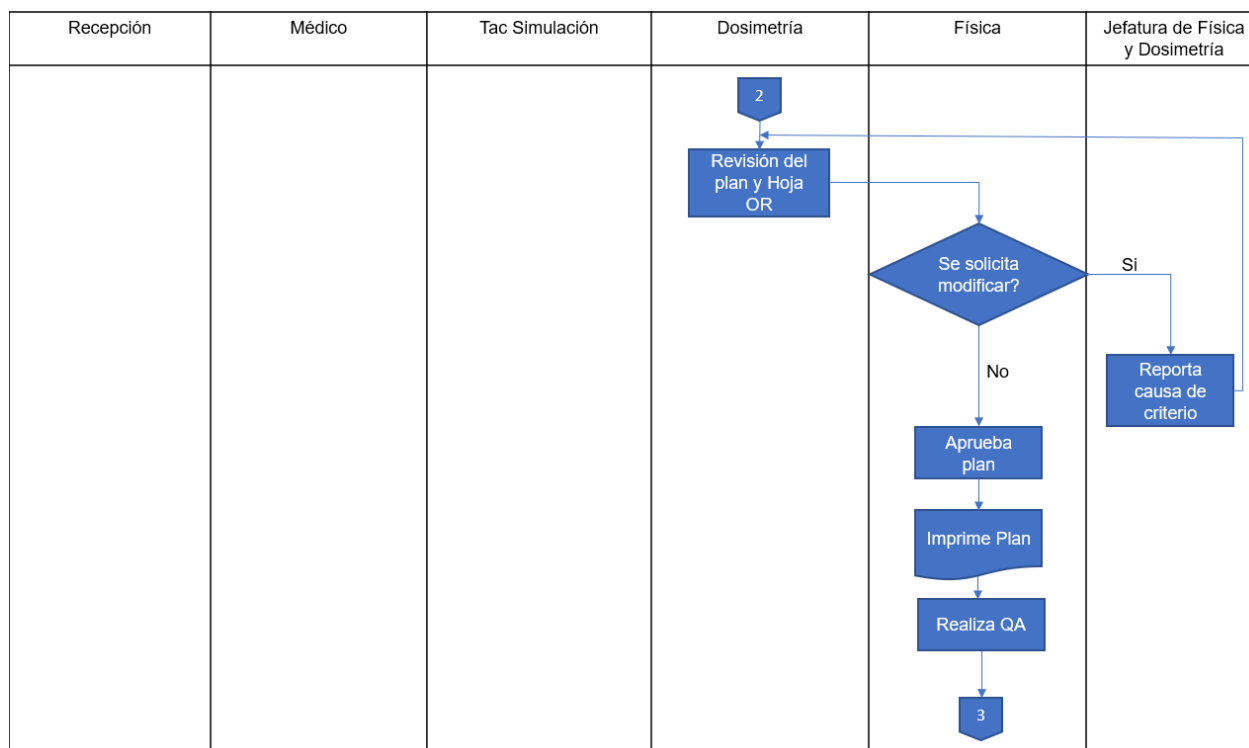 Recepción
Médico
Tac Simulación
Dosimetría
Física
Jefatura de Física
y Dosimetría
2
Revisión del
plan y Hoja
OR
Se solicita
modificar?
Si
Reporta
causa de
criterio
No
Aprueba
plan
Imprime Plan
Realiza QA
3